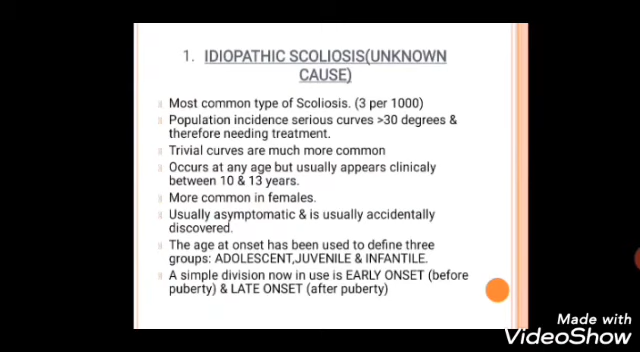 1. IDIOPATHIC SCOLIOSIS(UNKNOWN
CAUSE)
Most common type of Scoliosis. (3 per 1000)
Population incidence serious curves >30 degrees &
therefore needing treatment.
Trivial curves are much more common
Occurs at any age but usually appears clinicaly
between 10 & 13 years.
More common in females.
Usually asymptomatic & is usually accidentally
discovered.
The age at onset has been used to define three
groups: ADOLESCENT,JUVENILE & INFANTILE.
A simple division now in use is EARLY ONSET (before
puberty) & LATE ONSET (after puberty)
Made with
VideoShow